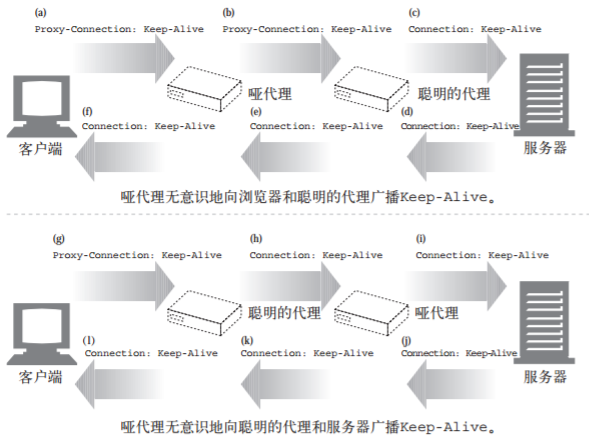 (a) (b) (c)
Proxy-Connection: Keep-Alive Proxy-Connection: Keep-Alive Connection: Keep-Alive
哑代理 聪明的代理
(f) (e) (d)
Connection: Keep-Alive Connection: Keep-Alive Connection: Keep-Alive
客户端 服务器
哑代理无意识地向浏览器和聪明的代理广播Keep-Alive。
(g) (h) (i)
Proxy-Connection: Keep-Alive Connection: Keep-Alive Connection: Keep-Alive
聪明的代理 哑代理
(l) (k) (j)
Connection: Keep-Alive Connection: Keep-Alive Connection: Keep-Alive
客户端 服务器
哑代理无意识地向聪明的代理和服务器广播Keep-Alive。